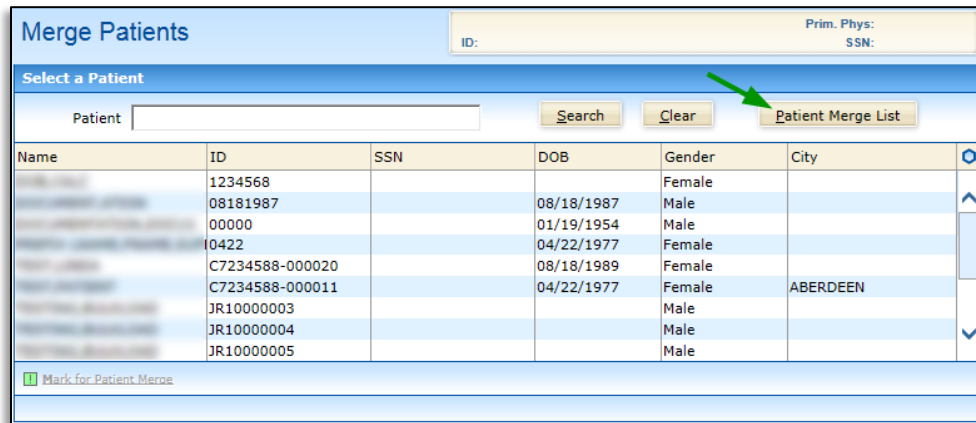 Merge Patients
Prim. Phys:
ID: SSN:
Select a Patient
Patient Search Clear Patient Merge List
Name ID SSN DOB Gender City
1234568 Female
08181987 08/18/1987 Male
00000 01/19/1954 Male
0422 04/22/1977 Female
C7234588-000020 08/18/1989 Female
C7234588-000011 04/22/1977 Female ABERDEEN
JR10000003 Male
JR10000004 Male
JR10000005 Male
Mark for Patient Merge